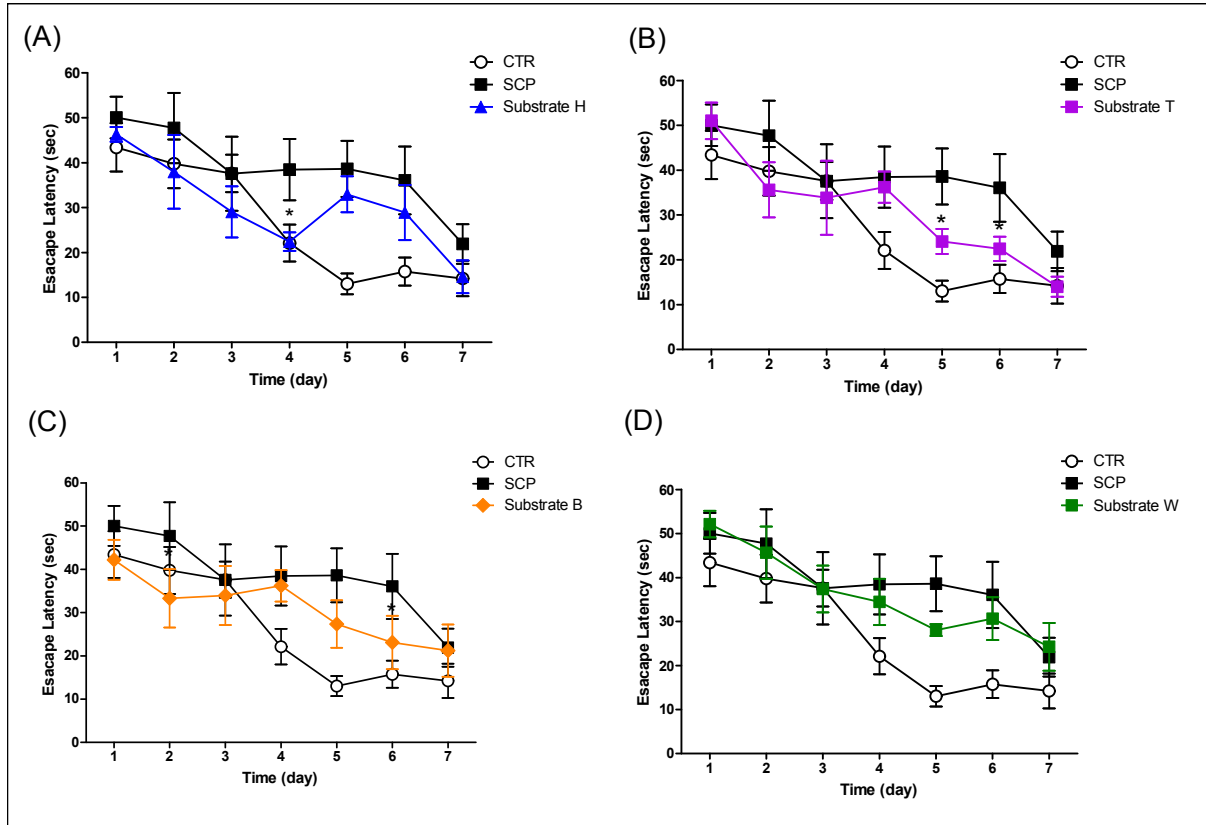 (A)
CTR
SCP
Substrate H
Esacape Latency (sec)
60
50
40
30
20
10
0
*
1 2 3 4 5 6 7
Time (day)
(B)
CTR
SCP
Substrate T
Esacape Latency (sec)
60
50
40
30
20
10
0
* *
1 2 3 4 5 6 7
Time (day)
(C)
CTR
SCP
Substrate B
Esacape Latency (sec)
60
50
40
30
20
10
0
* *
1 2 3 4 5 6 7
Time (day)
(D)
CTR
SCP
Substrate W
Esacape Latency (sec)
60
50
40
30
20
10
0
1 2 3 4 5 6 7
Time (day)